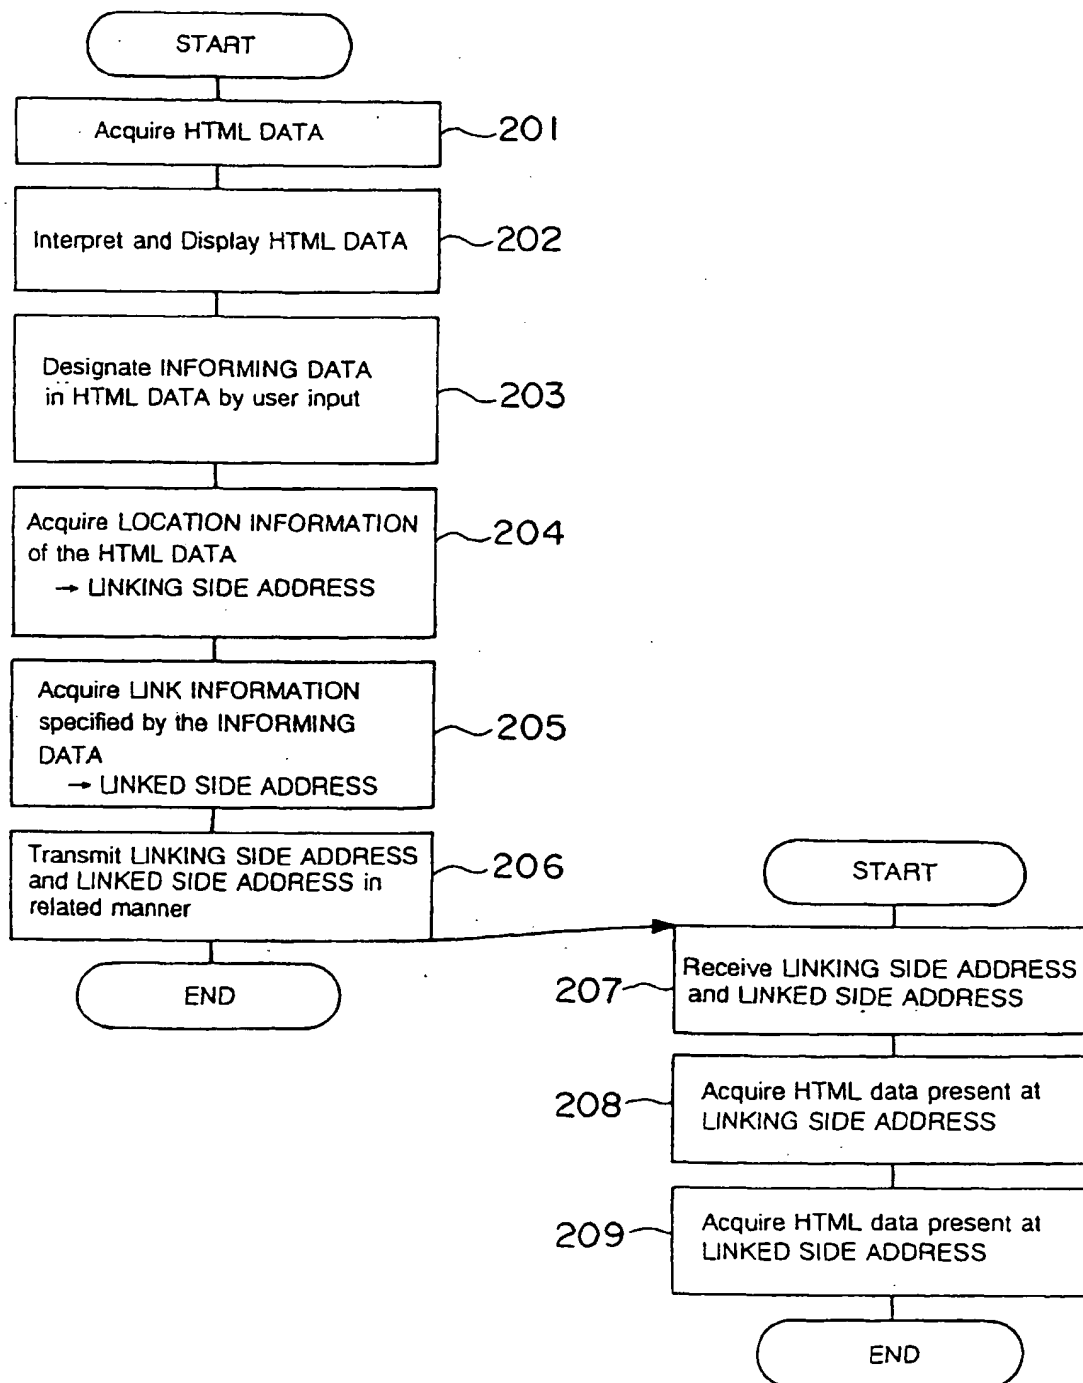 START
Acquire HTML DATA
201
Interpret and Display HTML DATA
202
Designate INFORMING DATA
in HTML DATA by user input
203
Acquire LOCATION INFORMATION
of the HTML DATA
→ LINKING SIDE ADDRESS
204
Acquire LINK INFORMATION
specified by the INFORMING
DATA
→ LINKED SIDE ADDRESS
205
Transmit LINKING SIDE ADDRESS
and LINKED SIDE ADDRESS in
related manner
206
END
START
207
Receive LINKING SIDE ADDRESS
and LINKED SIDE ADDRESS
208
Acquire HTML data present at
LINKING SIDE ADDRESS
209
Acquire HTML data present at
LINKED SIDE ADDRESS
END